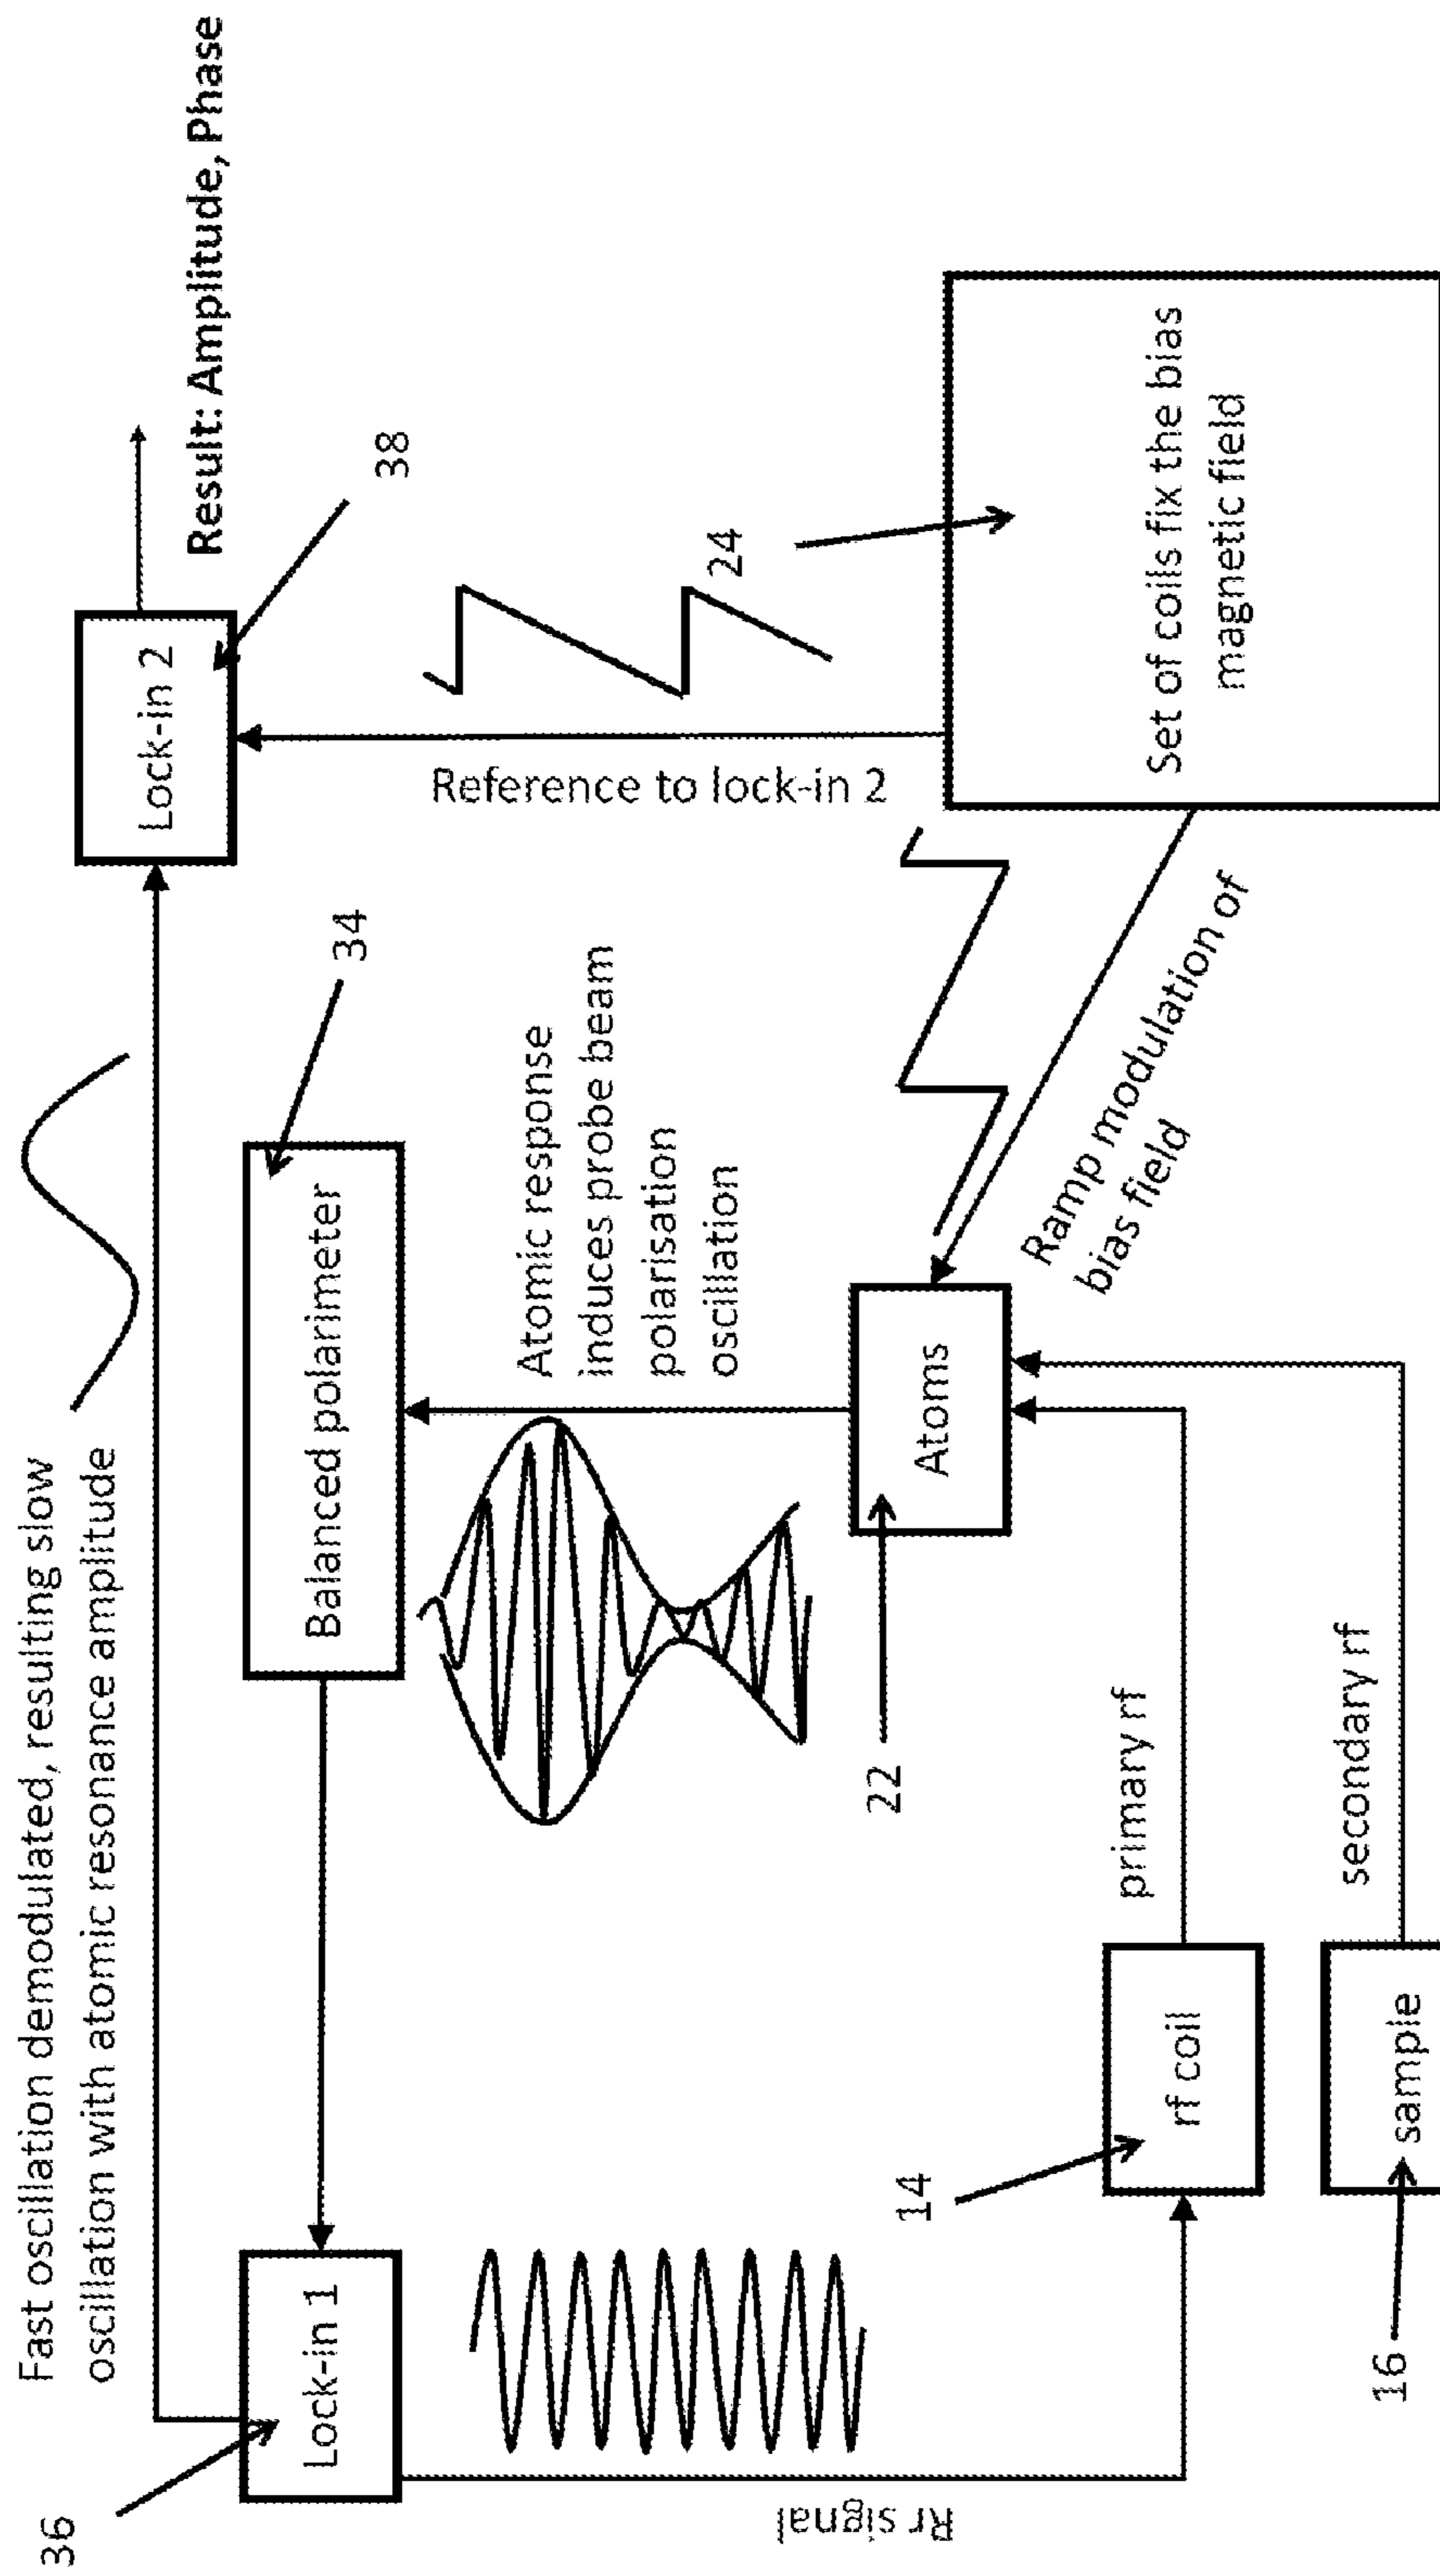 Fast oscillation demodulated, resulting slow
oscillation with atomic resonance amplitude
36
Lock-in 1
Balanced polarimeter
34
Lock-in 2
38
Result: Amplitude, Phase
Rr signal
Atomic response
induces probe beam
polarisation
oscillation
Reference to lock-in 2
24
22
Atoms
Ramp modulation of
bias field
Set of coils fix the bias
magnetic field
14
rf coil
primary rf
16
sample
secondary rf